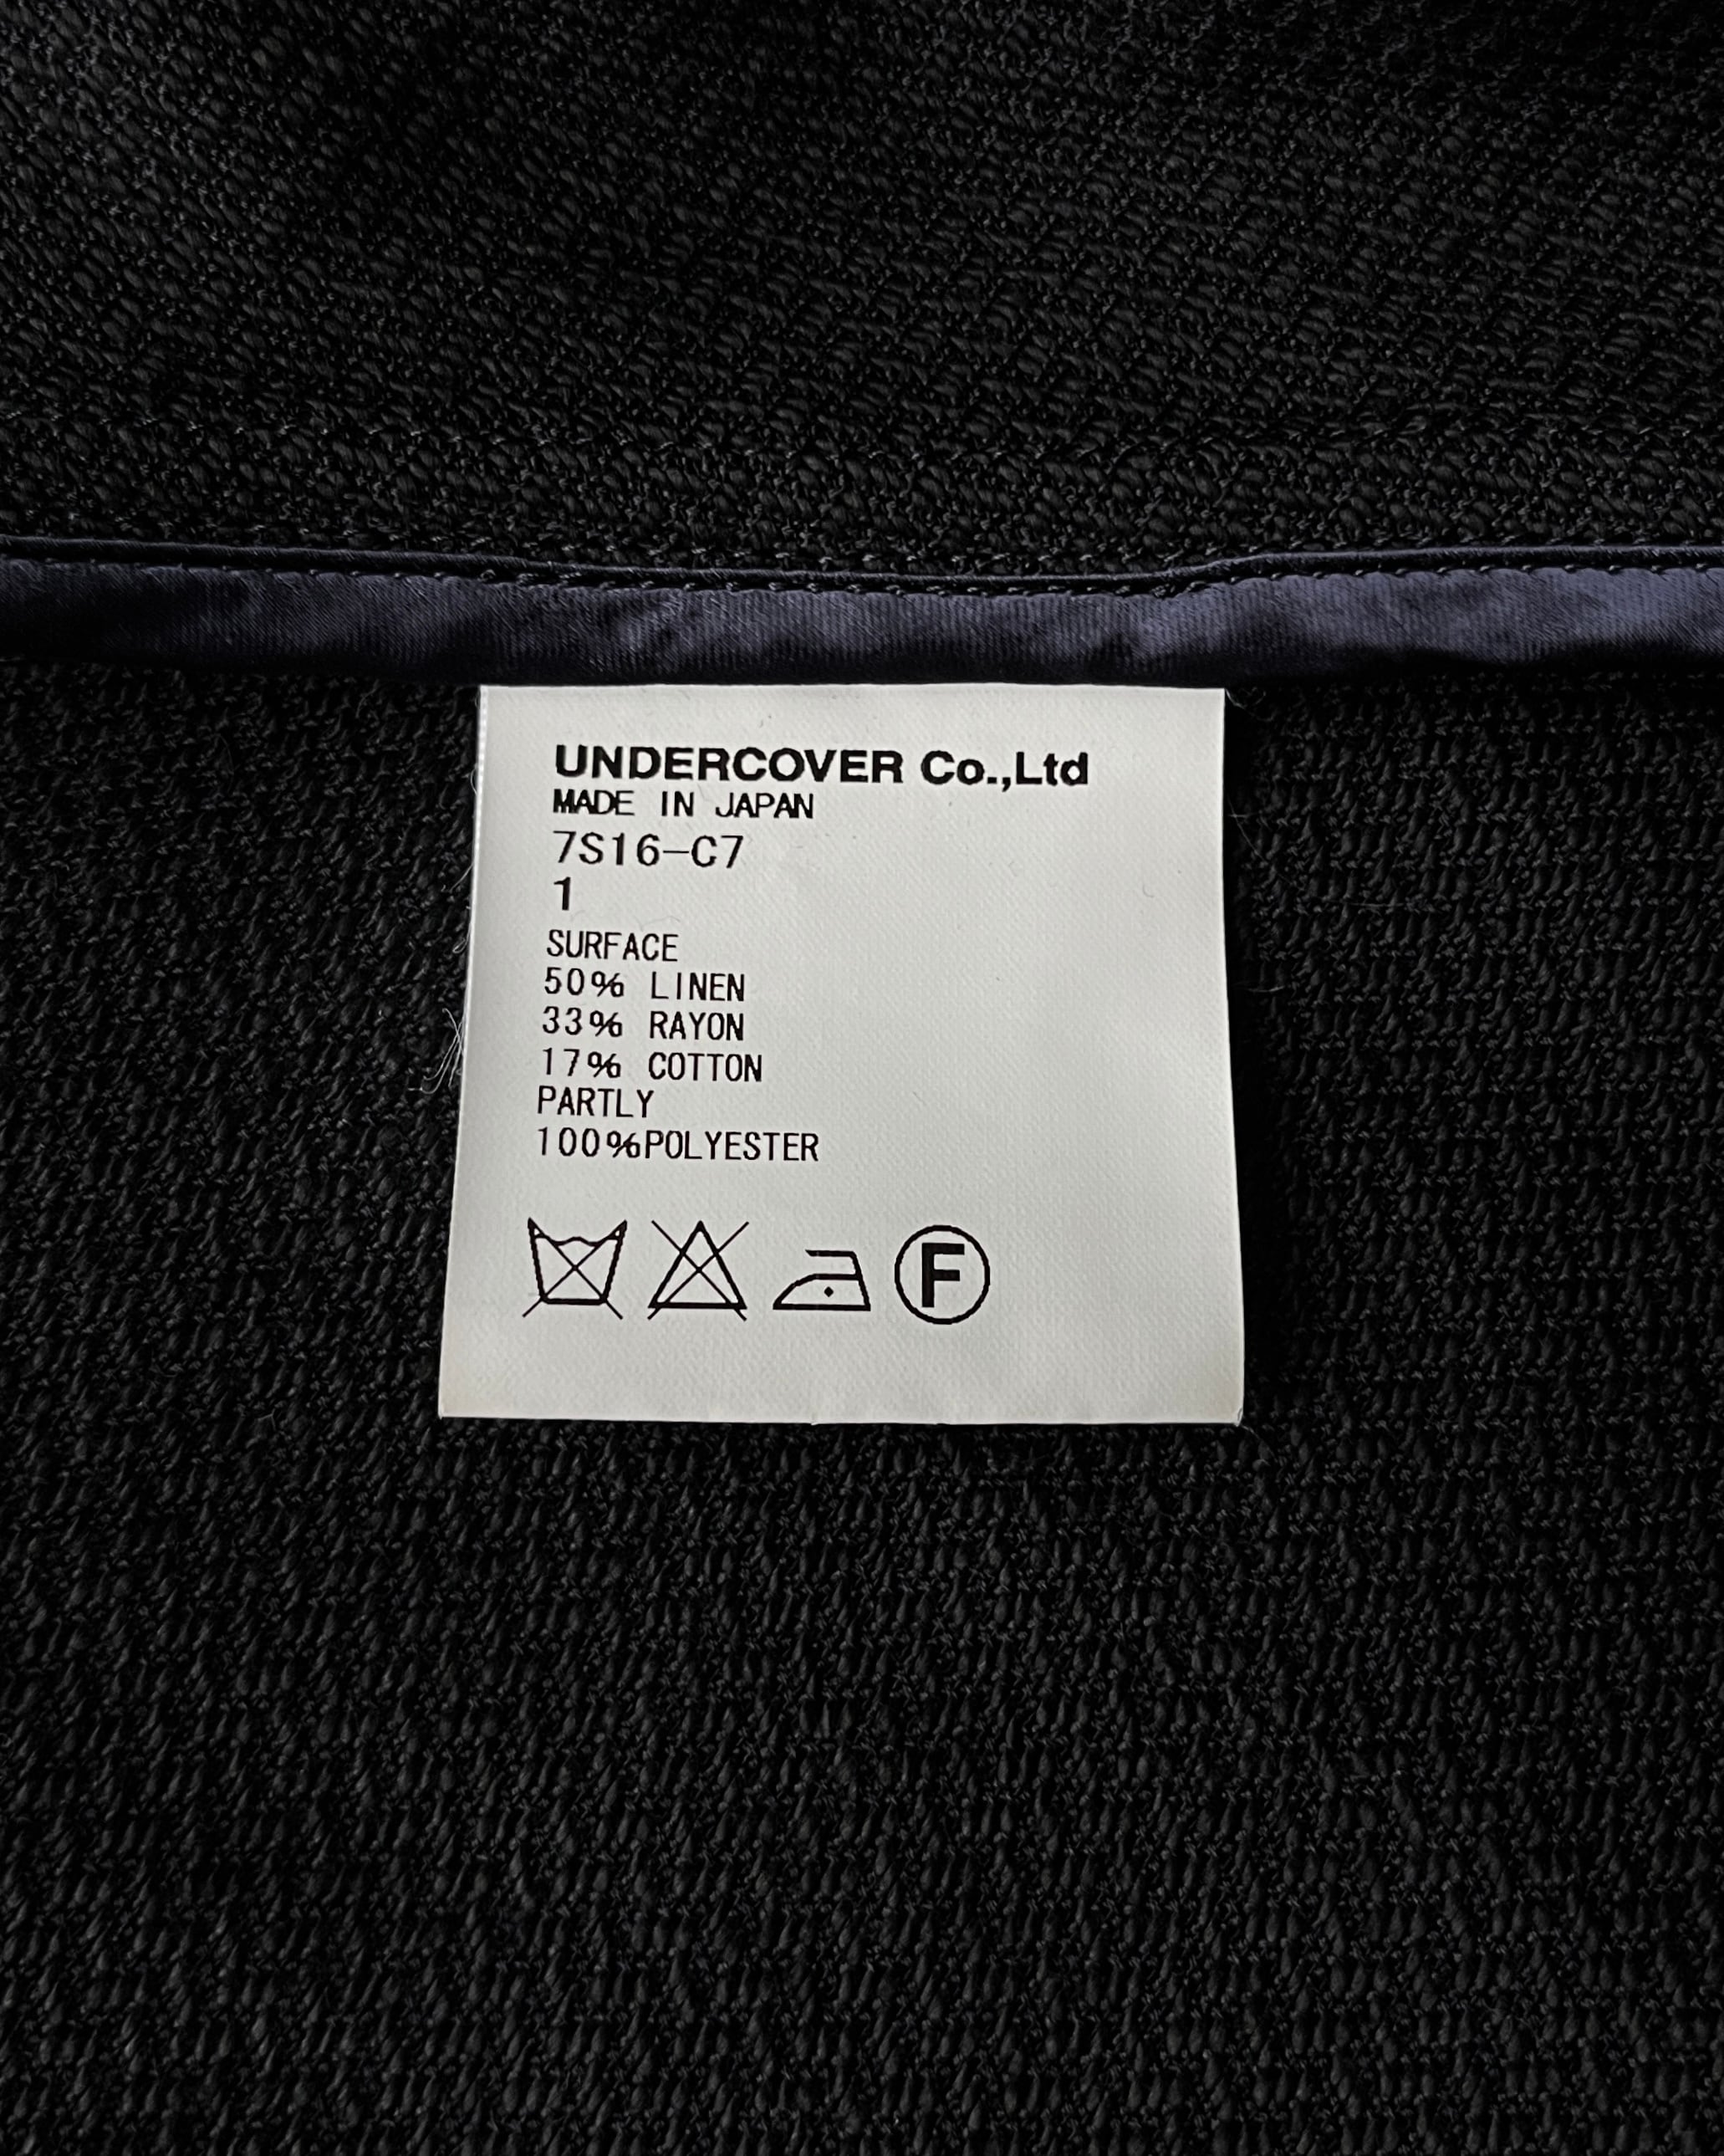 UNDERCOVER Co.,Ltd
MADE IN JAPAN
7S16-C7
1
SURFACE
50% LINEN
33% RAYON
17% COTTON
PARTLY
100%POLYESTER
F